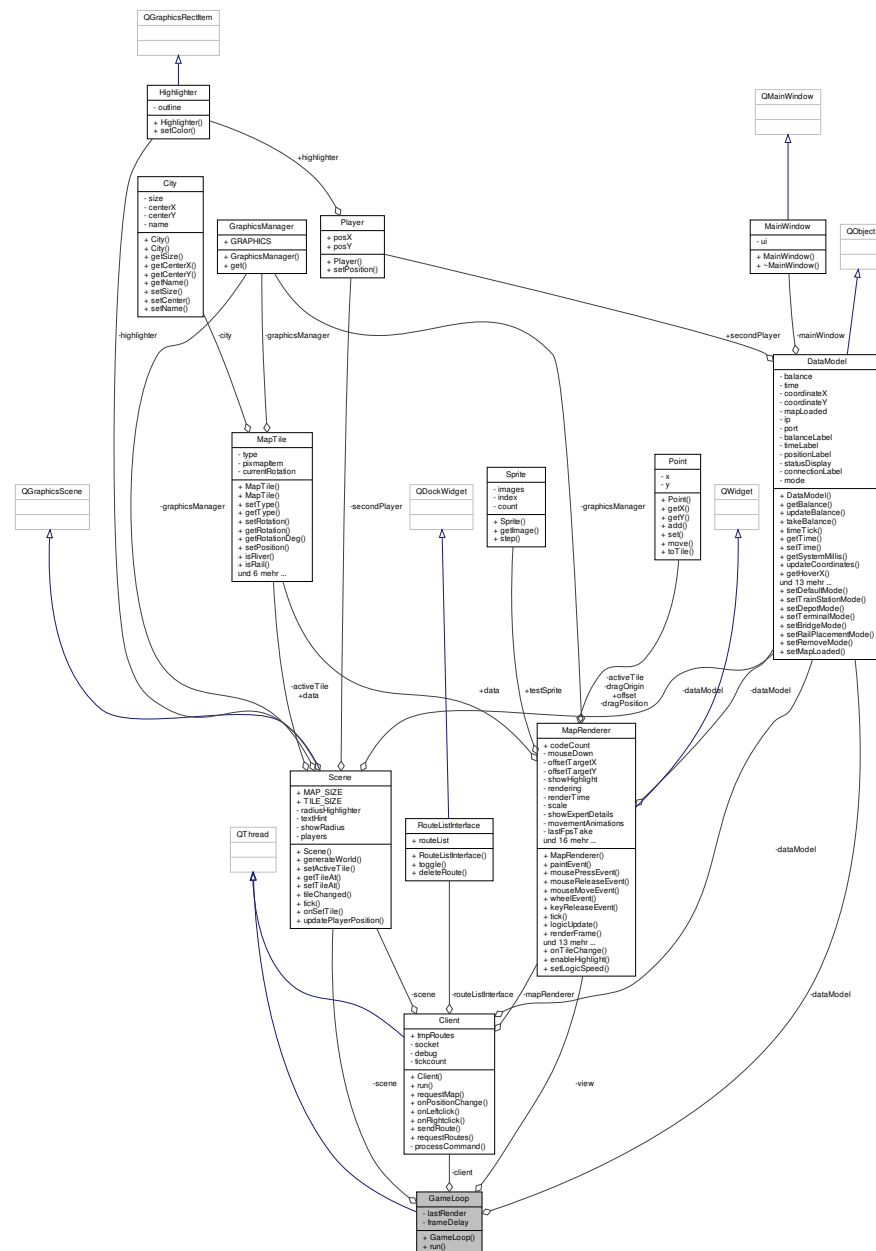 QGraphicsRectItem
Highlighter
- outline
+ Highlighter()
+ setColor()
+highlighter
QMainWindow
City
- size
- centerX
- centerY
- name
+ City()
+ City()
+ getSize()
+ getCenterX()
+ getCenterY()
+ getName()
+ setSize()
+ setCenter()
+ setName()
GraphicsManager
+ GRAPHICS
+ GraphicsManager()
+ get()
Player
+ posX
+ posY
+ Player()
+ setPosition()
MainWindow
- ui
+ MainWindow()
+ ~MainWindow()
QObject
-highlighter
-city
-graphicsManager
+secondPlayer
-mainWindow
DataModel
- balance
- time
- coordinateX
- coordinateY
- mapLoaded
- ip
- port
- balanceLabel
- timeLabel
- positionLabel
- statusDisplay
- connectionLabel
- mode
+ DataModel()
+ getBalance()
+ updateBalance()
+ takeBalance()
+ timeTick()
+ getTime()
+ setTime()
+ getSystemMillis()
+ updateCoordinates()
+ getHoverX()
und 13 mehr ...
+ setDefaultMode()
+ setTrainStationMode()
+ setDepotMode()
+ setTerminalMode()
+ setBridgeMode()
+ setRailPlacementMode()
+ setRemoveMode()
+ setMapLoaded()
MapTile
- type
- pixmapItem
- currentRotation
+ MapTile()
+ MapTile()
+ setType()
+ getType()
+ setRotation()
+ getRotation()
+ getRotationDeg()
+ setPosition()
+ isRiver()
+ isRail()
und 6 mehr ...
QGraphicsScene
-graphicsManager
-secondPlayer
QDockWidget
Sprite
- images
- index
- count
+ Sprite()
+ getImage()
+ step()
-graphicsManager
Point
- x
- y
+ Point()
+ getX()
+ getY()
+ add()
+ set()
+ move()
+ toTile()
QWidget
-activeTile
+data
+data
+testSprite
-activeTile
-dragOrigin
+offset
-dragPosition
-dataModel
-dataModel
MapRenderer
+ codeCount
- mouseDown
- offsetTargetX
- offsetTargetY
- showHighlight
- rendering
- renderTime
- scale
- showExpertDetails
- movementAnimations
- lastFpsTake
und 16 mehr ...
+ MapRenderer()
+ paintEvent()
+ mousePressEvent()
+ mouseReleaseEvent()
+ mouseMoveEvent()
+ wheelEvent()
+ keyReleaseEvent()
+ tick()
+ logicUpdate()
+ renderFrame()
und 13 mehr ...
+ onTileChange()
+ enableHighlight()
+ setLogicSpeed()
Scene
+ MAP_SIZE
+ TILE_SIZE
- radiusHighlighter
- textHint
- showRadius
- players
+ Scene()
+ generateWorld()
+ setActiveTile()
+ getTileAt()
+ setTileAt()
+ tileChanged()
+ tick()
+ onSetTile()
+ updatePlayerPosition()
QThread
RouteListInterface
+ routeList
+ RouteListInterface()
+ toggle()
+ deleteRoute()
-dataModel
-scene
-routeListInterface
-mapRenderer
-dataModel
Client
+ tmpRoutes
- socket
- debug
- tickcount
+ Client()
+ run()
+ requestMap()
+ onPositionChange()
+ onLeftclick()
+ onRightclick()
+ sendRoute()
+ requestRoutes()
- processCommand()
-scene
-view
-client
GameLoop
- lastRender
- frameDelay
+ GameLoop()
+ run()